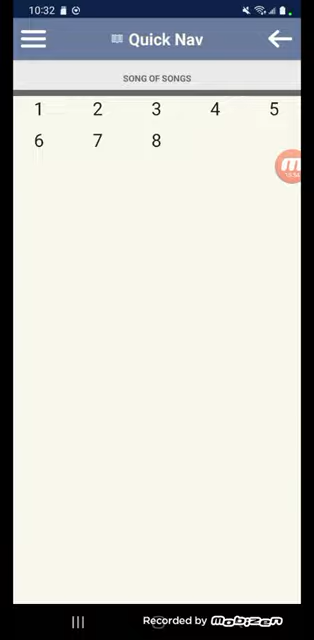 10:32
Quick Nav
SONG OF SONGS
1 2 3 4 5
6 7 8
Recorded by mobizen